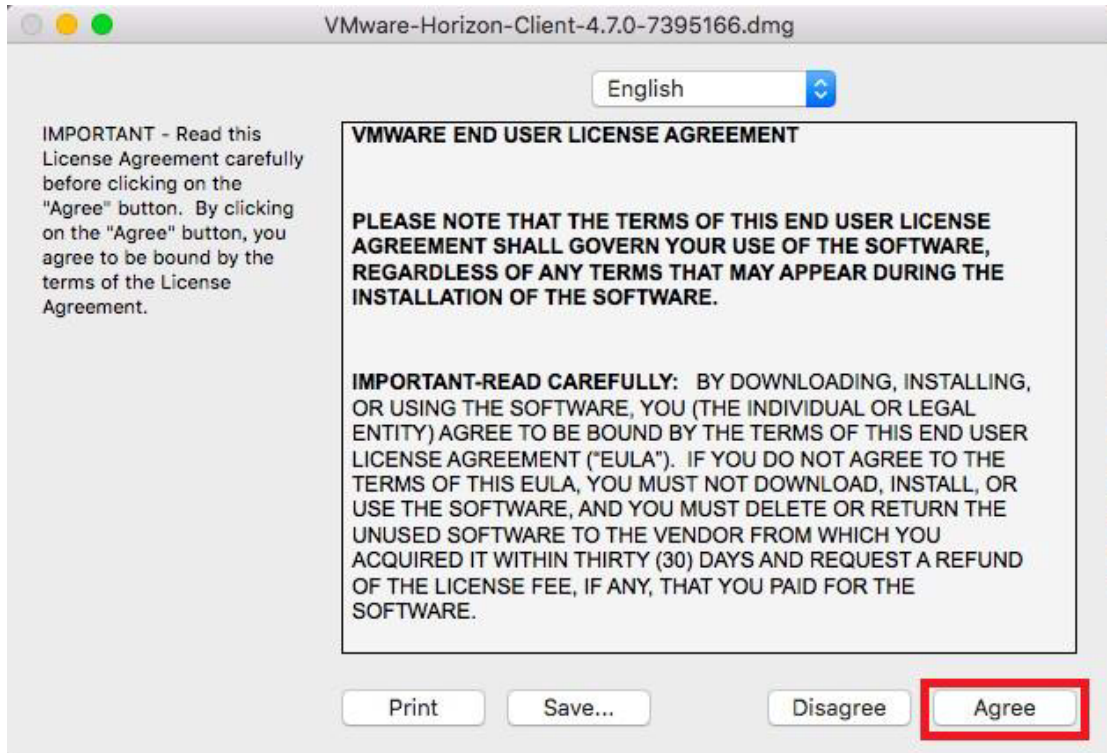 VMware-Horizon-Client-4.7.0-7395166.dmg
English
IMPORTANT - Read this
License Agreement carefully
before clicking on the
"Agree" button.  By clicking
on the "Agree" button, you
agree to be bound by the
terms of the License
Agreement.
VMWARE END USER LICENSE AGREEMENT
PLEASE NOTE THAT THE TERMS OF THIS END USER LICENSE
AGREEMENT SHALL GOVERN YOUR USE OF THE SOFTWARE,
REGARDLESS OF ANY TERMS THAT MAY APPEAR DURING THE
INSTALLATION OF THE SOFTWARE.
IMPORTANT-READ CAREFULLY:   BY DOWNLOADING, INSTALLING,
OR USING THE SOFTWARE, YOU (THE INDIVIDUAL OR LEGAL
ENTITY) AGREE TO BE BOUND BY THE TERMS OF THIS END USER
LICENSE AGREEMENT (“EULA”).  IF YOU DO NOT AGREE TO THE
TERMS OF THIS EULA, YOU MUST NOT DOWNLOAD, INSTALL, OR
USE THE SOFTWARE, AND YOU MUST DELETE OR RETURN THE
UNUSED SOFTWARE TO THE VENDOR FROM WHICH YOU
ACQUIRED IT WITHIN THIRTY (30) DAYS AND REQUEST A REFUND
OF THE LICENSE FEE, IF ANY, THAT YOU PAID FOR THE
SOFTWARE.
Print Save... Disagree Agree